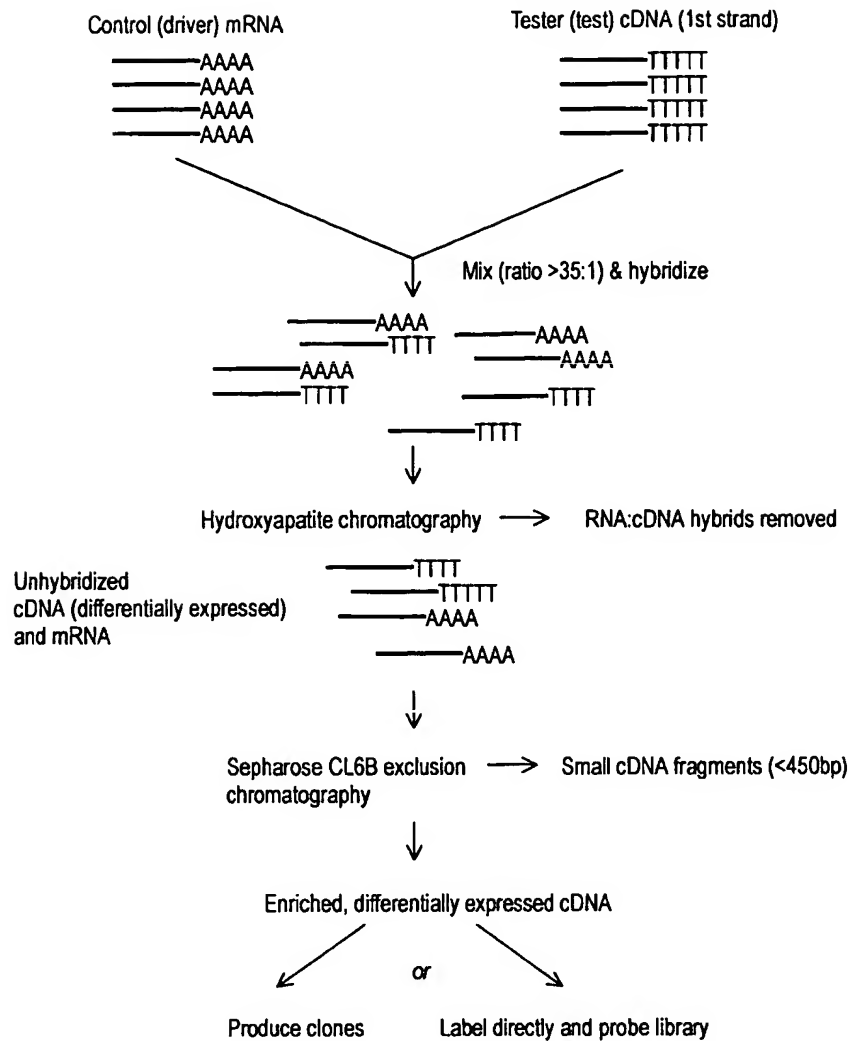 Control (driver) mRNA
Tester (test) cDNA (1st strand)
AAAA
TTTTT
AAAA
TTTTT
AAAA
TTTTT
AAAA
TTTTT
Mix (ratio >35:1) & hybridize
AAAA
AAAA
TTTT
AAAA
AAAA
TTTT
TTTT
TTTT
Hydroxyapatite chromatography
RNA:cDNA hybrids removed
Unhybridized
cDNA (differentially expressed)
and mRNA
TTTT
TTTTT
AAAA
AAAA
Sepharose CL6B exclusion
chromatography
Small cDNA fragments (<450bp)
Enriched, differentially expressed cDNA
or
Produce clones
Label directly and probe library